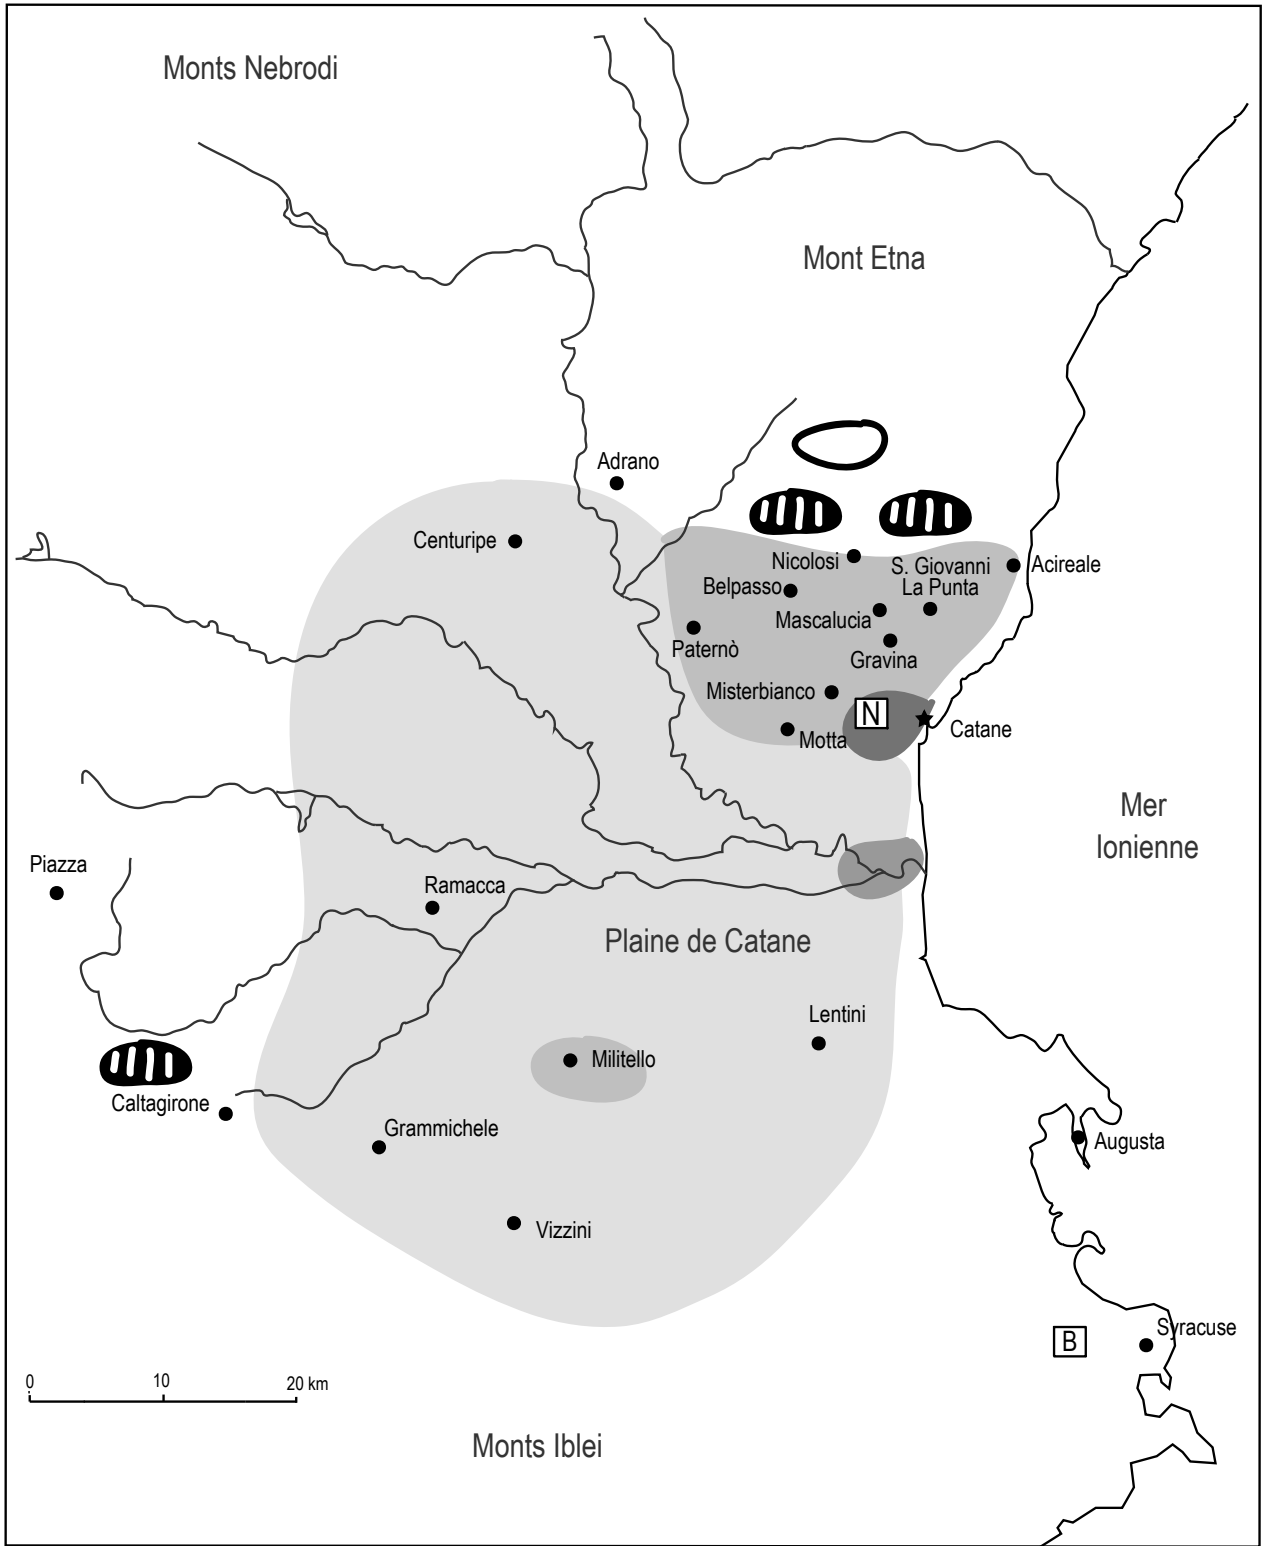 Monts Nebrodi
Mont Etna
Adrano
Centuripe
Nicolosi
S. Giovanni
La Punta
Acireale
Belpasso
Mascalucia
Paternò
Gravina
Misterbianco
N
Motta
Catane
Mer
Ionienne
Piazza
Ramacca
Plaine de Catane
Lentini
Militello
Caltagirone
Grammichele
Augusta
Vizzini
Syracuse
B
0 10 20 km
Monts Iblei